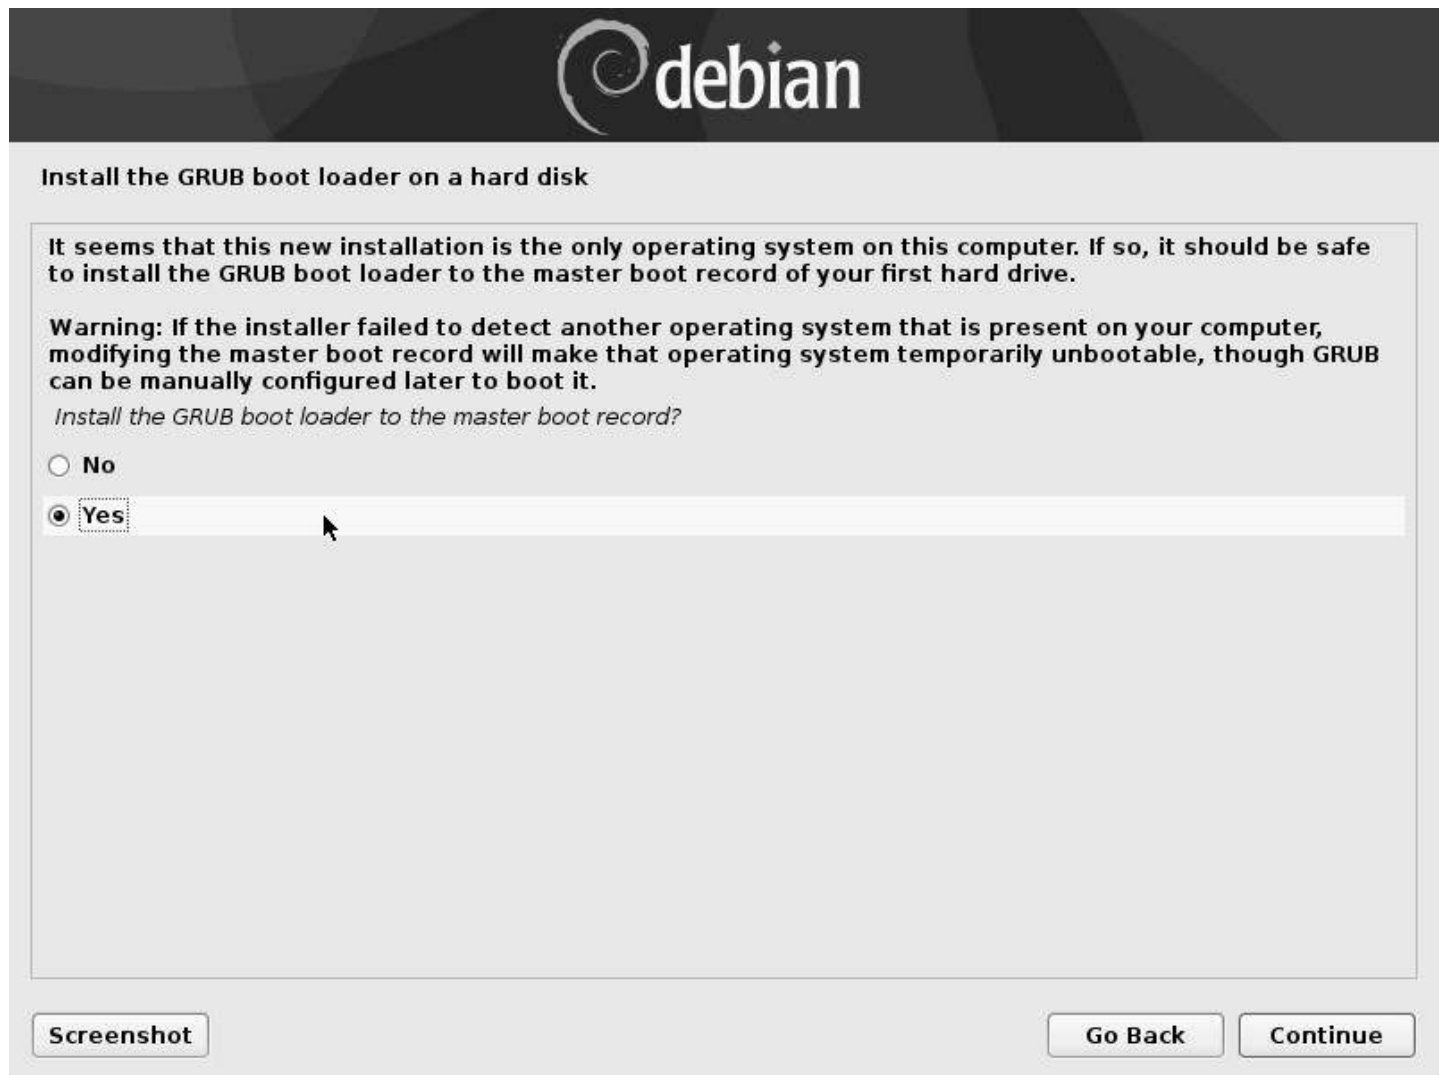 debian
Install the GRUB boot loader on a hard disk
It seems that this new installation is the only operating system on this computer. If so, it should be safe
to install the GRUB boot loader to the master boot record of your first hard drive.
Warning: If the installer failed to detect another operating system that is present on your computer,
modifying the master boot record will make that operating system temporarily unbootable, though GRUB
can be manually configured later to boot it.
Install the GRUB boot loader to the master boot record?
No
Yes
Screenshot
Go Back
Continue